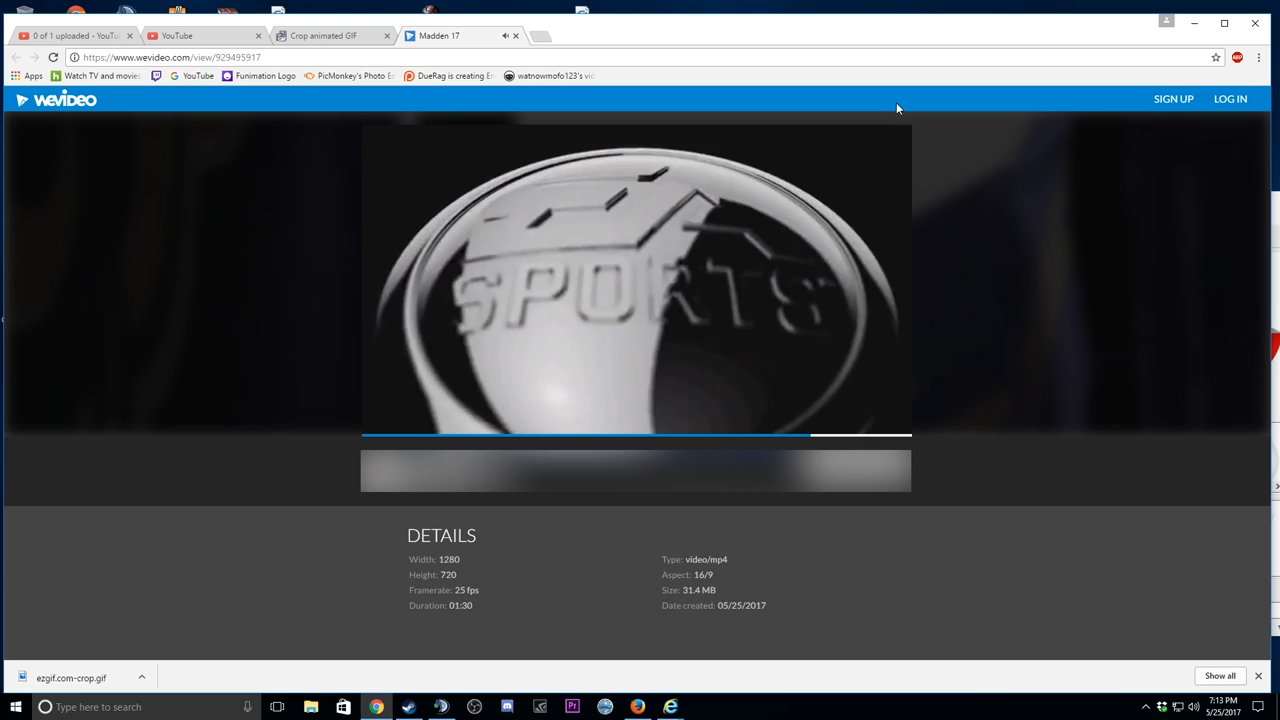 0 of 1 uploaded - YouTu
YouTube
Crop animated GIF
Madden 17
https://www.wevideo.com/view/929495917
Apps
Watch TV and movies
YouTube
Funimation Logo
PicMonkey's Photo E
DueRag is creating E
watnowmofo123's vid
WEVIDEO
SIGN UP
LOG IN
SPORTS
DETAILS
Width: 1280
Height: 720
Framerate: 25 fps
Duration: 01:30
Type: video/mp4
Aspect: 16/9
Size: 31.4 MB
Date created: 05/25/2017
ezgif.com-crop.gif
Show all
Type here to search
7:13 PM
5/25/2017